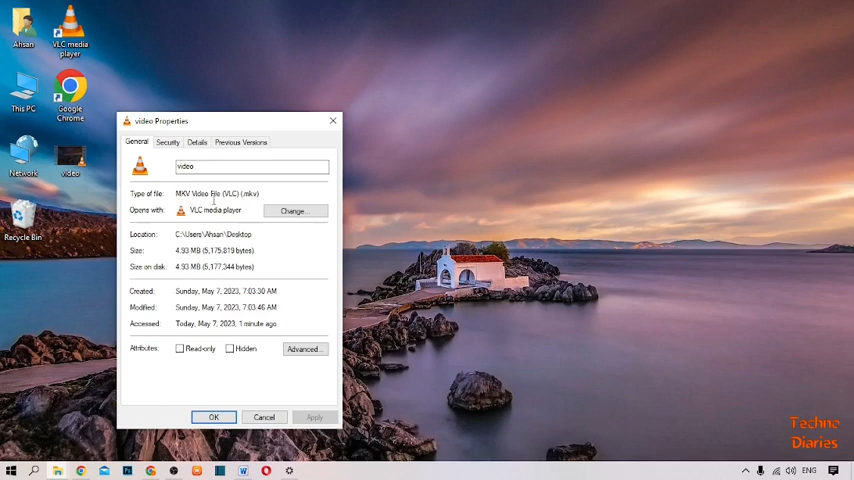 Ahsan
VLC media
player
This PC
Google
Chrome
Network
video
Recycle Bin
video Properties
General
Security
Details
Previous Versions
video
Type of file:
MKV Video File (VLC) (.mkv)
Opens with:
VLC media player
Change...
Location:
C:\Users\Ahsan\Desktop
Size:
4.93 MB (5,175,819 bytes)
Size on disk:
4.93 MB (5,177,344 bytes)
Created:
Sunday, May 7, 2023, 7:03:30 AM
Modified:
Sunday, May 7, 2023, 7:03:46 AM
Accessed:
Today, May 7, 2023, 1 minute ago
Attributes:
Read-only
Hidden
Advanced...
OK
Cancel
Apply
Techno
Diaries
ENG